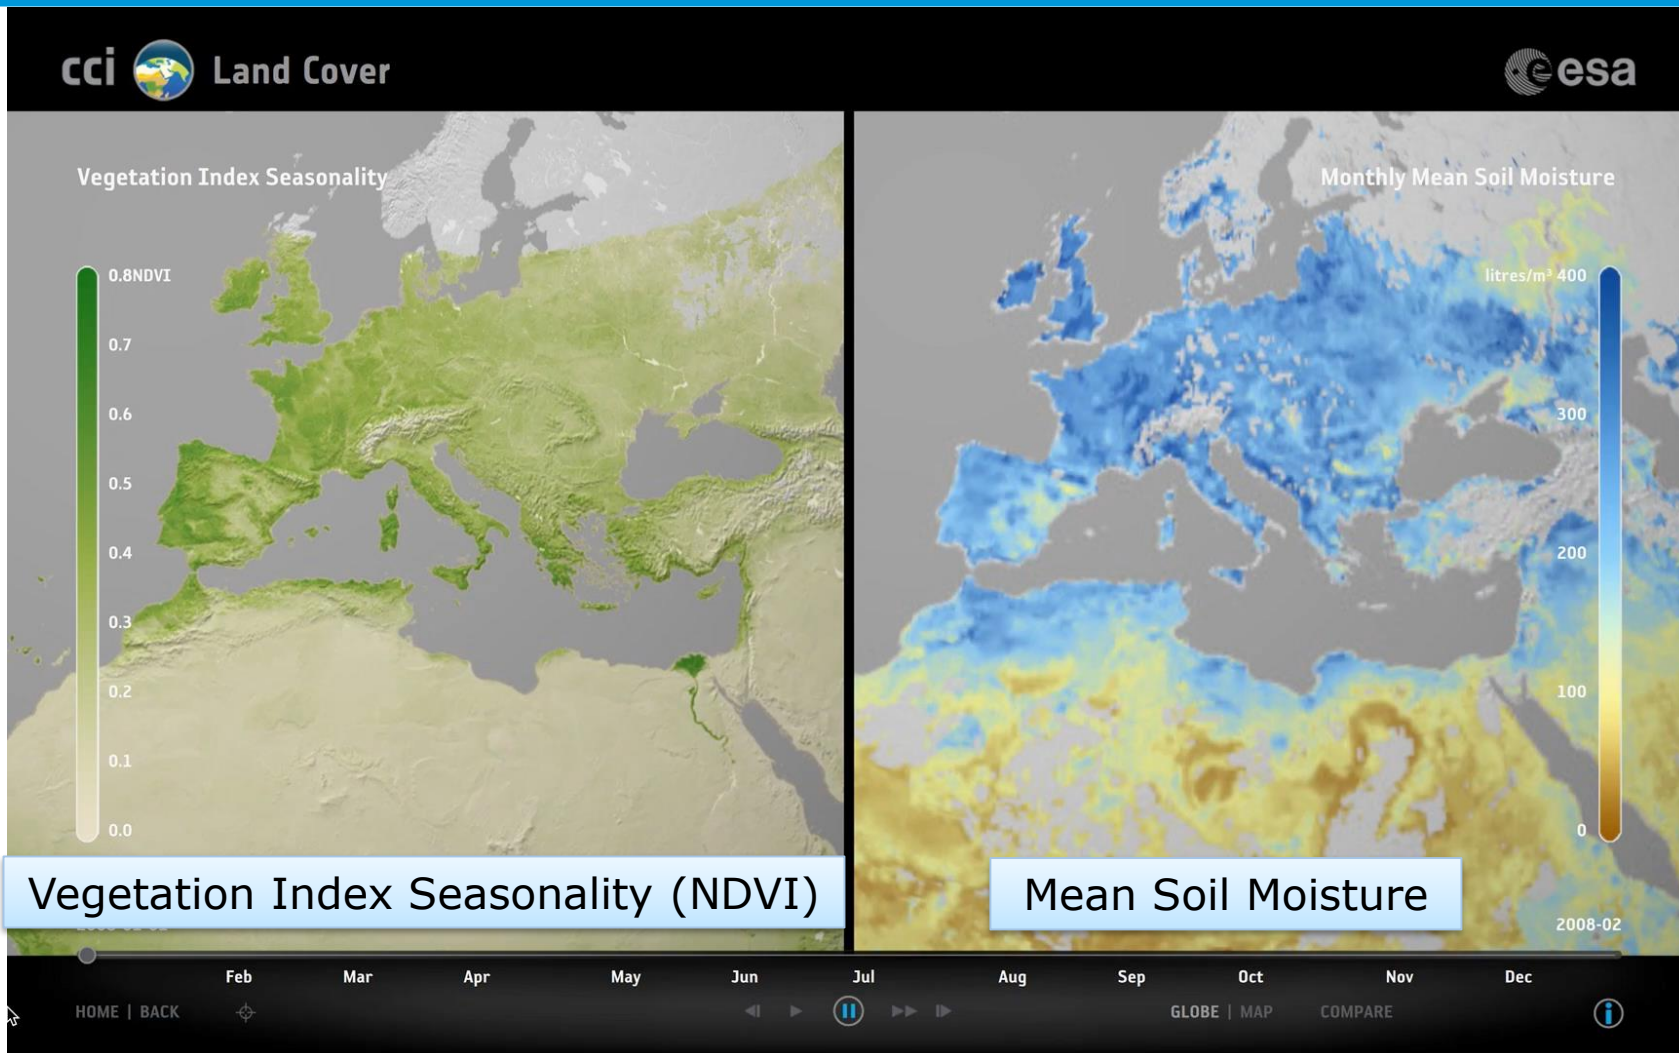 cci Land Cover
esa
Vegetation Index Seasonality
0.8NDVI
0.7
0.6
0.5
0.4
0.3
0.2
0.1
0.0
Vegetation Index Seasonality (NDVI)
Monthly Mean Soil Moisture
litres/m³ 400
300
200
100
0
Mean Soil Moisture
2008-02
Feb Mar Apr May Jun Jul Aug Sep Oct Nov Dec
HOME | BACK
GLOBE | MAP COMPARE
i